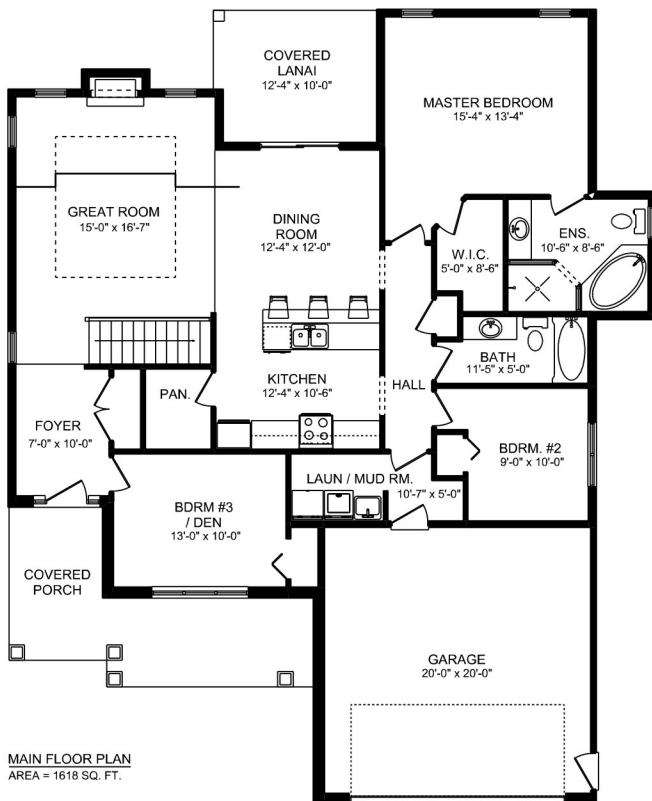 COVERED
LANAI
12'-4" x 10'-0"
MASTER BEDROOM
15'-4" x 13'-4"
GREAT ROOM
15'-0" x 16'-7"
DINING
ROOM
12'-4" x 12'-0"
W.I.C.
5'-0" x 8'-6"
ENS.
10'-6" x 8'-6"
BATH
11'-5" x 5'-0"
KITCHEN
12'-4" x 10'-6"
HALL
PAN.
FOYER
7'-0" x 10'-0"
BDRM. #2
9'-0" x 10'-0"
LAUN / MUD RM.
10'-7" x 5'-0"
BDRM #3
/ DEN
13'-0" x 10'-0"
COVERED
PORCH
GARAGE
20'-0" x 20'-0"
MAIN FLOOR PLAN
AREA = 1618 SQ. FT.